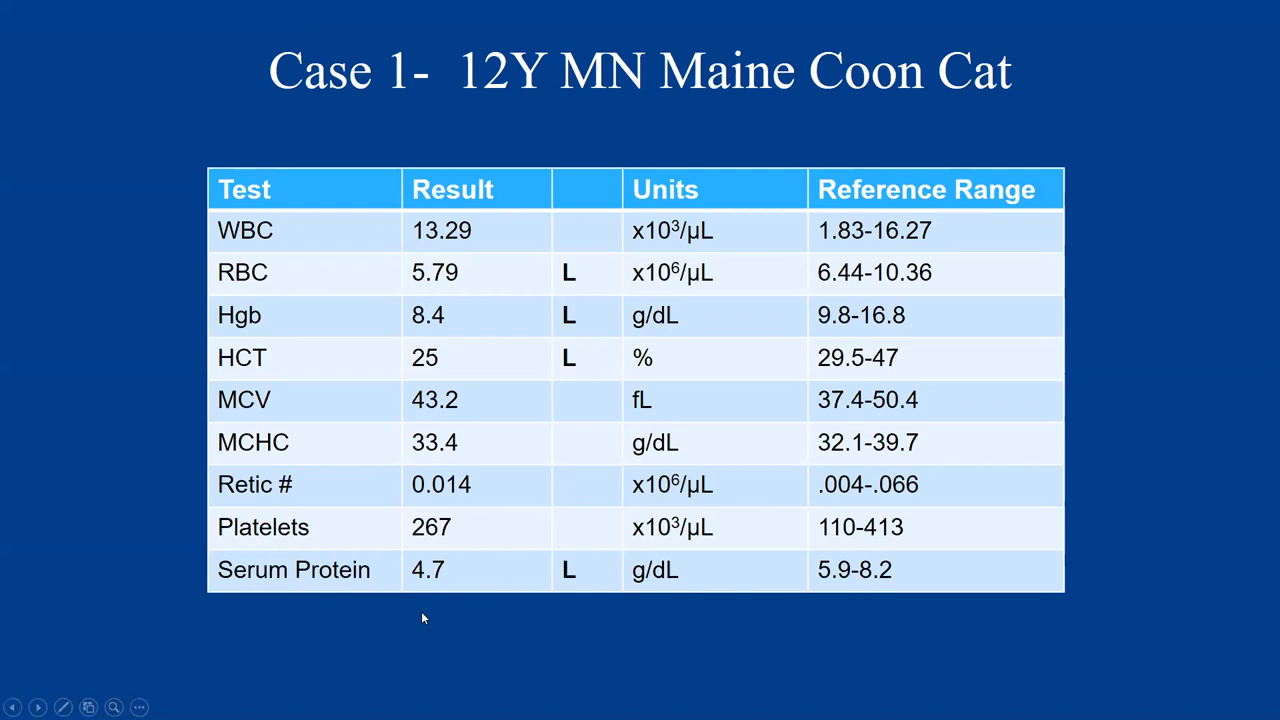 Case 1- 12Y MN Maine Coon Cat
Test Result Units Reference Range
WBC 13.29 x10³/µL 1.83-16.27
RBC 5.79 L x10⁶/µL 6.44-10.36
Hgb 8.4 L g/dL 9.8-16.8
HCT 25 L % 29.5-47
MCV 43.2 fL 37.4-50.4
MCHC 33.4 g/dL 32.1-39.7
Retic # 0.014 x10⁶/µL .004-.066
Platelets 267 x10³/µL 110-413
Serum Protein 4.7 L g/dL 5.9-8.2